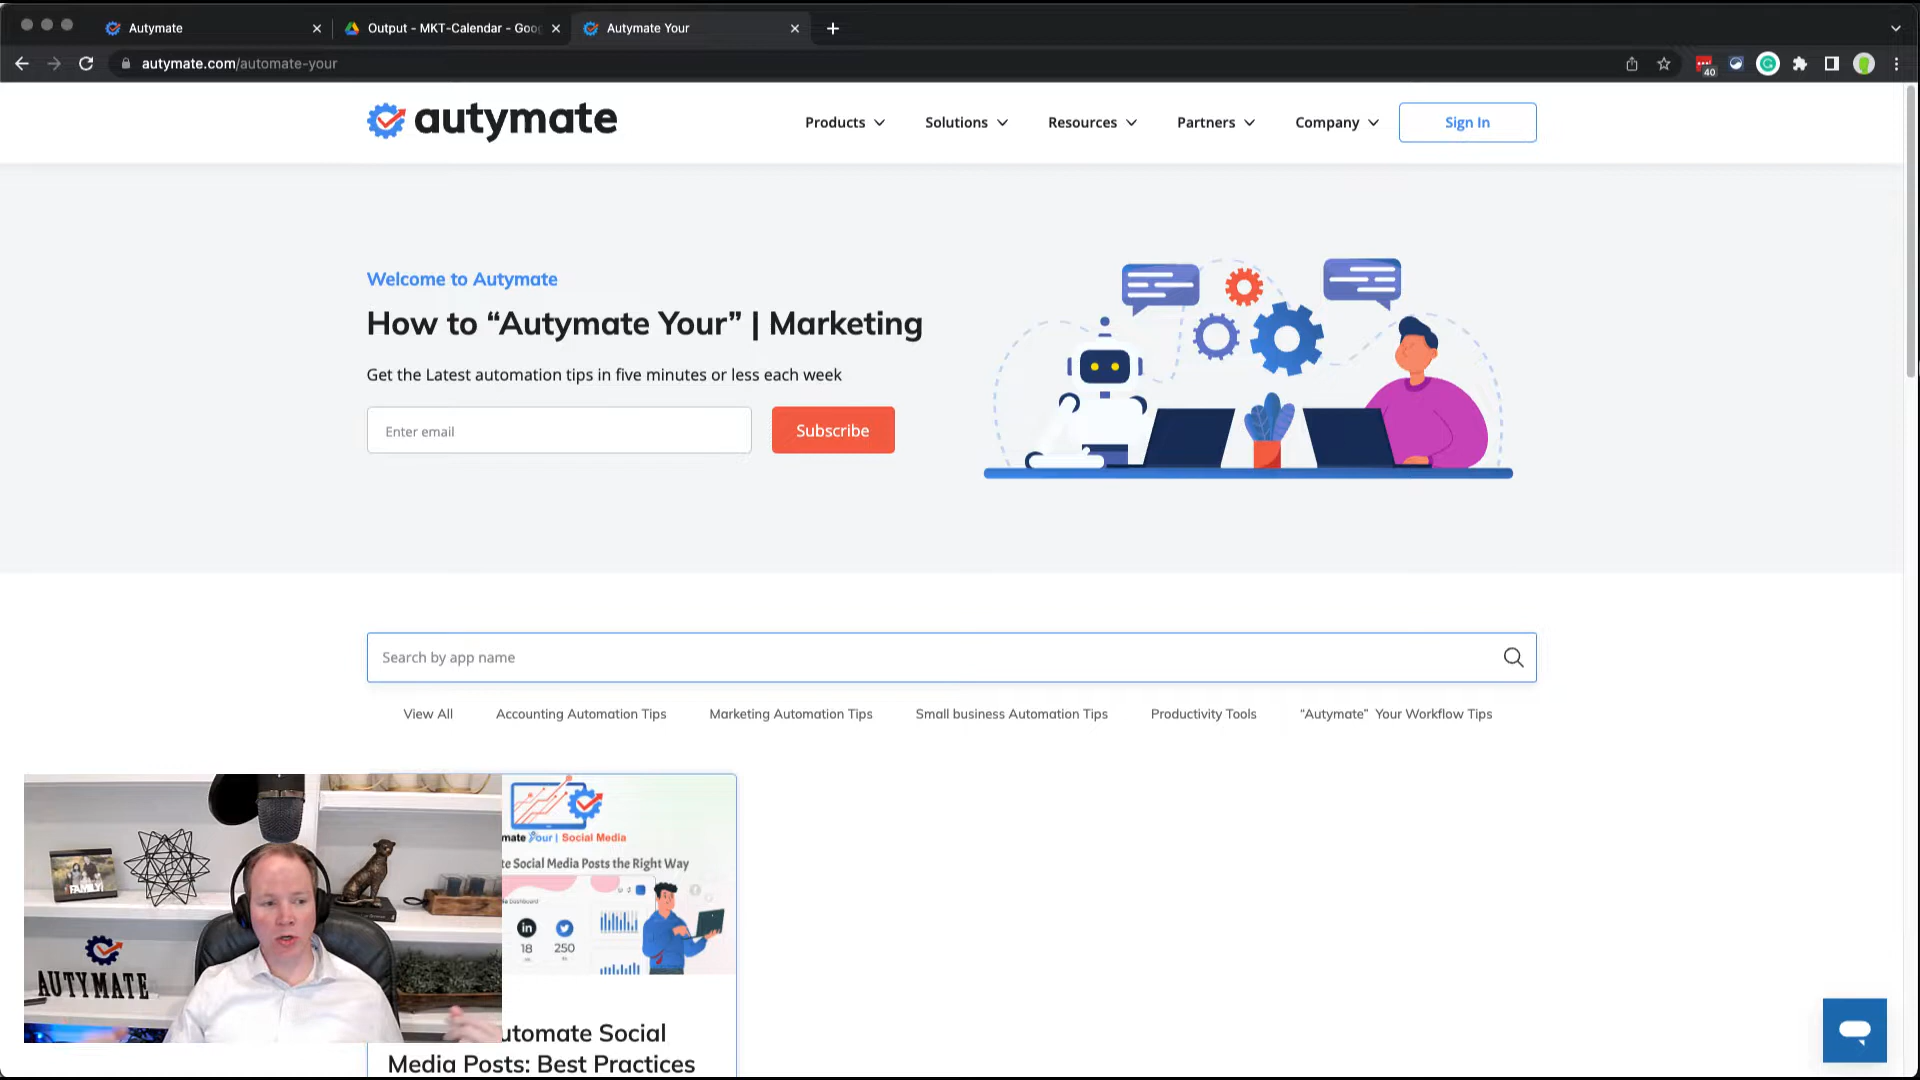 Autymate
Output - MKT-Calendar - Goo
Autymate Your
autymate.com/automate-your
40
autymate
Products
Solutions
Resources
Partners
Company
Sign In
Welcome to Autymate
How to “Autymate Your” | Marketing
Get the Latest automation tips in five minutes or less each week
Enter email
Subscribe
Search by app name
View All
Accounting Automation Tips
Marketing Automation Tips
Small business Automation Tips
Productivity Tools
“Autymate” Your Workflow Tips
mate Your | Social Media
te Social Media Posts the Right Way
Dashboard
in
18
250
FAMILY
AUTYMATE
utomate Social
Media Posts: Best Practices